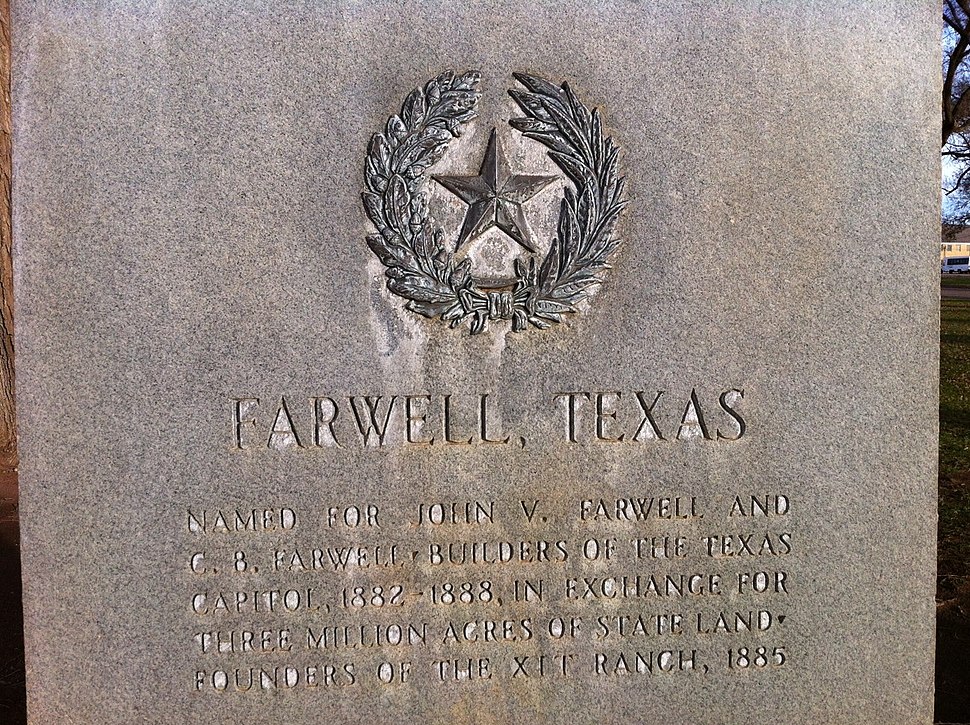 FARWELL, TEXAS
NAMED FOR JOHN V. FARWELL AND
C. B. FARWELL · BUILDERS OF THE TEXAS
CAPITOL, 1882-1888, IN EXCHANGE FOR
THREE MILLION ACRES OF STATE LAND ·
FOUNDERS OF THE XIT RANCH, 1885